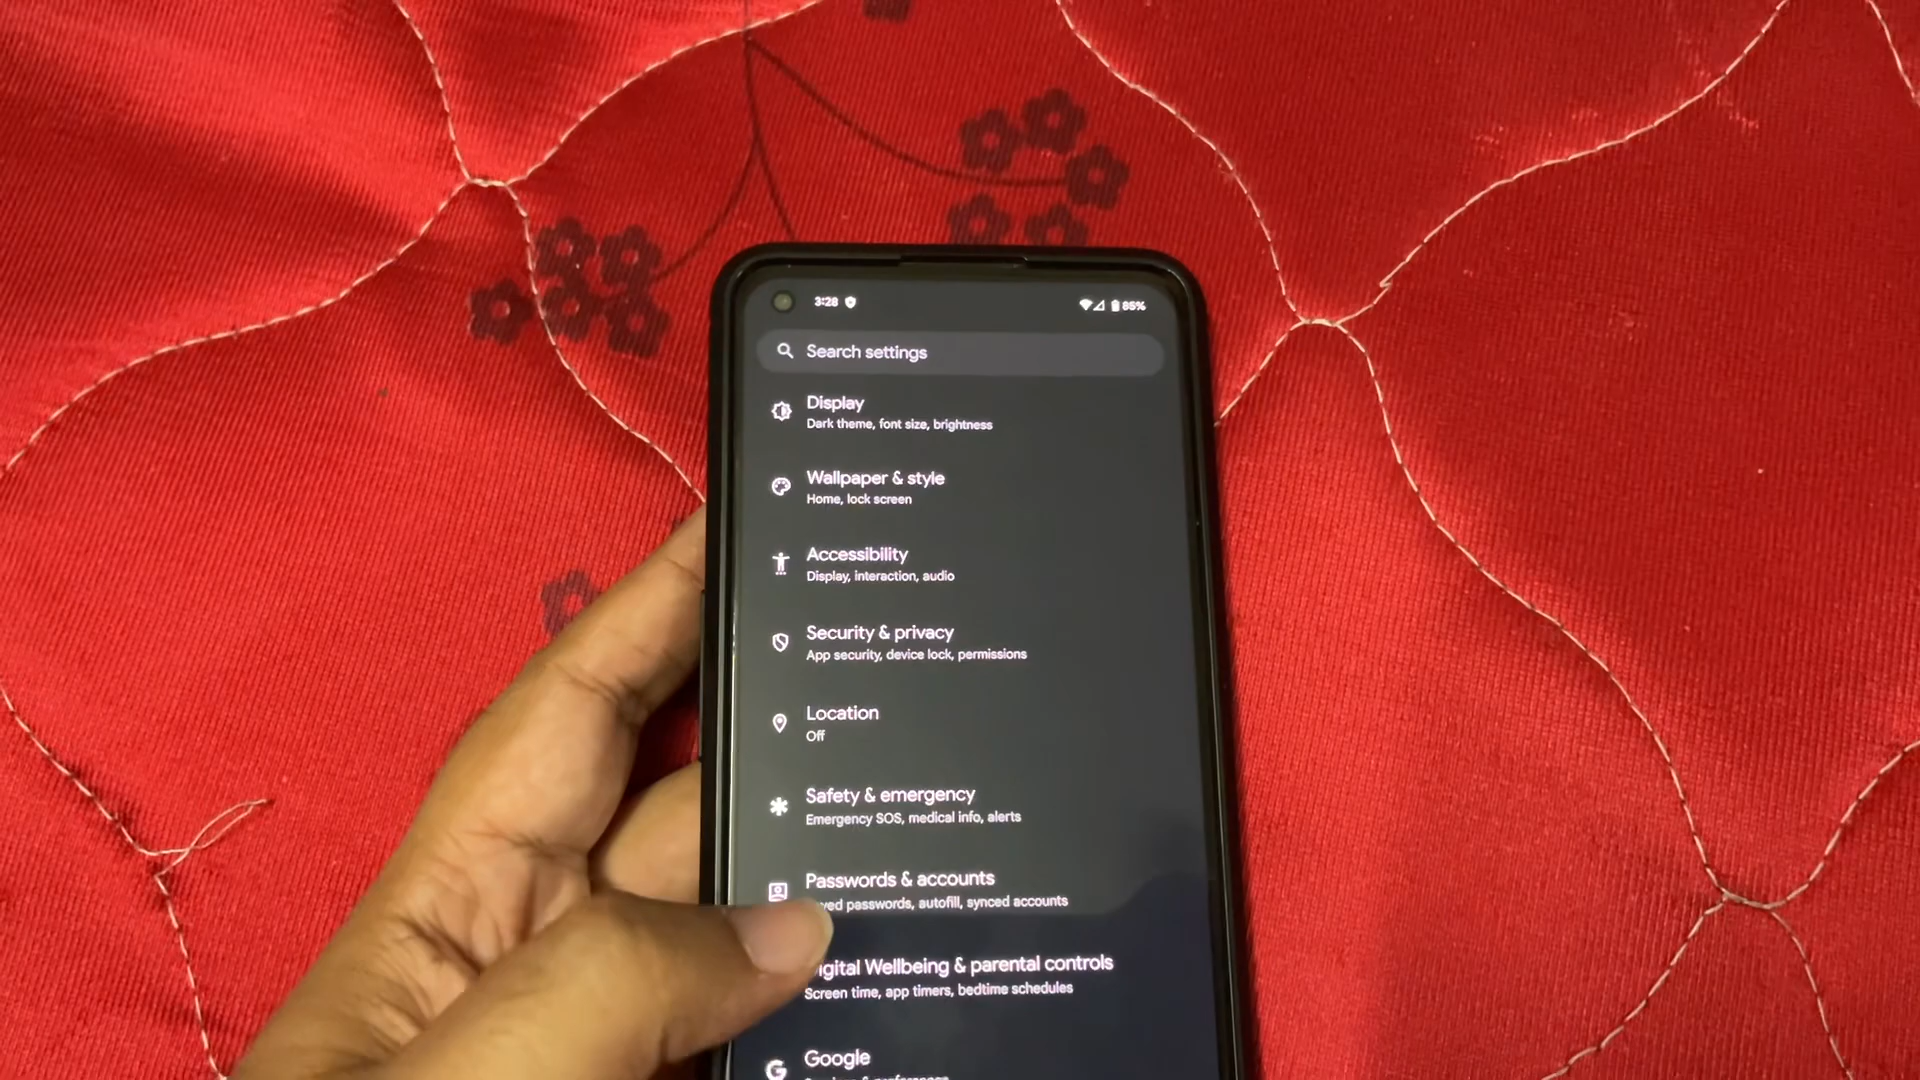 3:28
85%
Search settings
Display
Dark theme, font size, brightness
Wallpaper & style
Home, lock screen
Accessibility
Display, interaction, audio
Security & privacy
App security, device lock, permissions
Location
Off
Safety & emergency
Emergency SOS, medical info, alerts
Passwords & accounts
passwords, autofill, synced accounts
Wellbeing & parental controls
Screen time, app timers, bedtime schedules
Google